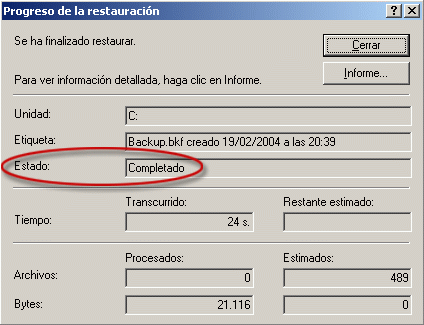 Progreso de la restauración
Se ha finalizado restaurar.
Cerrar
Para ver información detallada, haga clic en Informe.
Informe...
Unidad: C:
Etiqueta: Backup.bkf creado 19/02/2004 a las 20:39
Estado: Completado
Transcurrido: Restante estimado:
Tiempo: 24 s.
Procesados: Estimados:
Archivos: 0 489
Bytes: 21.116 0